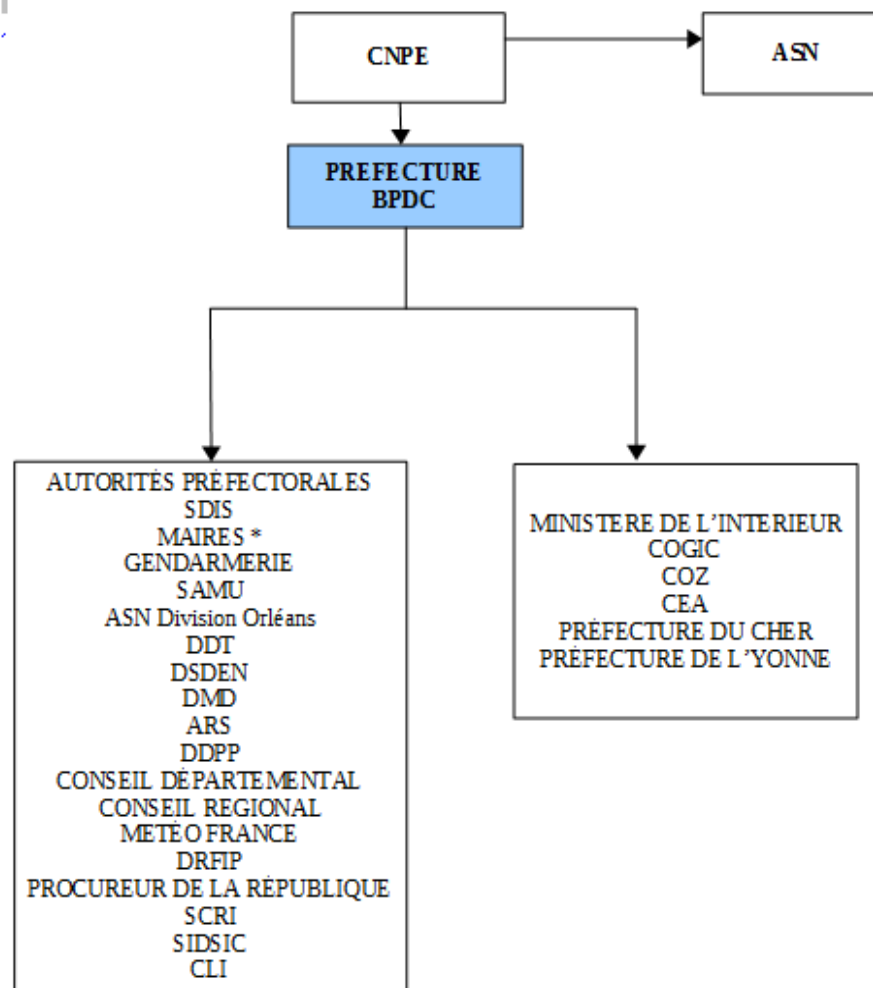 CNPE
ASN
PREFECTURE
BPDC
AUTORITÉS PRÉFECTORALES
SDIS
MAIRES *
GENDARMERIE
SAMU
ASN Division Orléans
DDT
DSDEN
DMD
ARS
DDPP
CONSEIL DÉPARTEMENTAL
CONSEIL REGIONAL
METÉO FRANCE
DRFIP
PROCUREUR DE LA RÉPUBLIQUE
SCRI
SIDSIC
CLI
MINISTERE DE L’INTERIEUR
COGIC
COZ
CEA
PRÉFECTURE DU CHER
PRÉFECTURE DE L’YONNE